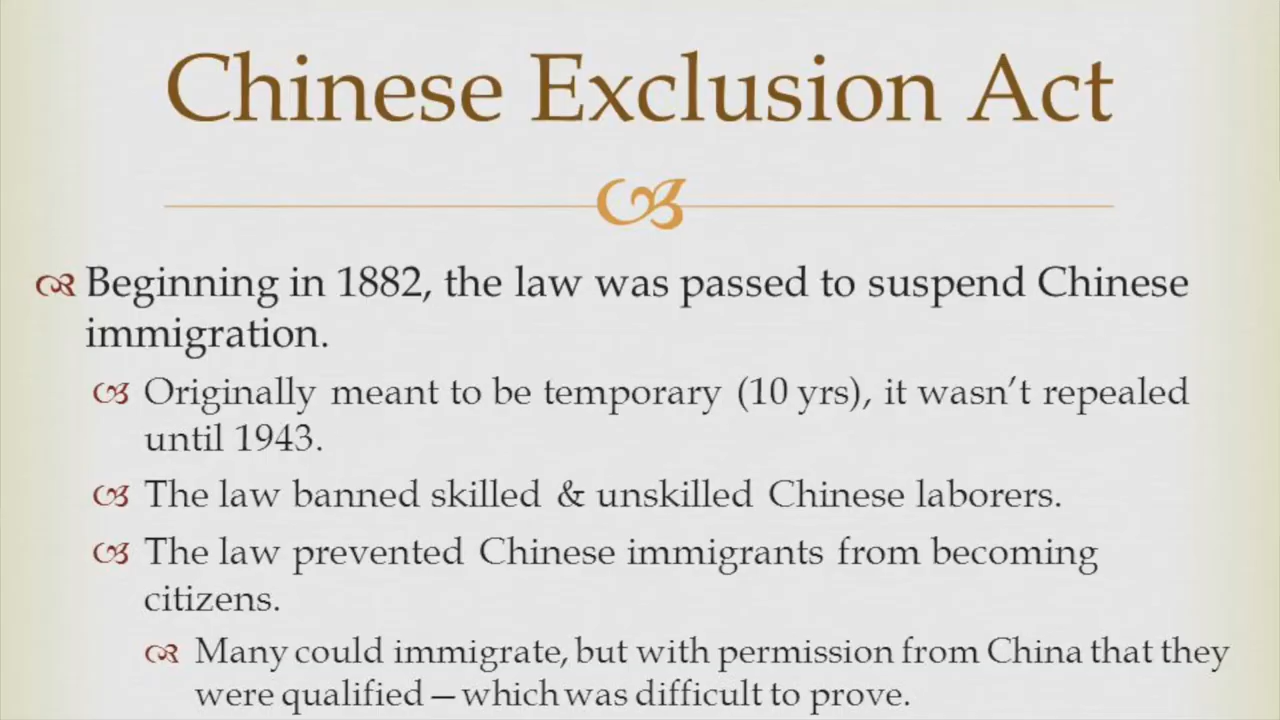 Chinese Exclusion Act
Beginning in 1882, the law was passed to suspend Chinese
immigration.
Originally meant to be temporary (10 yrs), it wasn't repealed
until 1943.
The law banned skilled & unskilled Chinese laborers.
The law prevented Chinese immigrants from becoming
citizens.
Many could immigrate, but with permission from China that they
were qualified – which was difficult to prove.